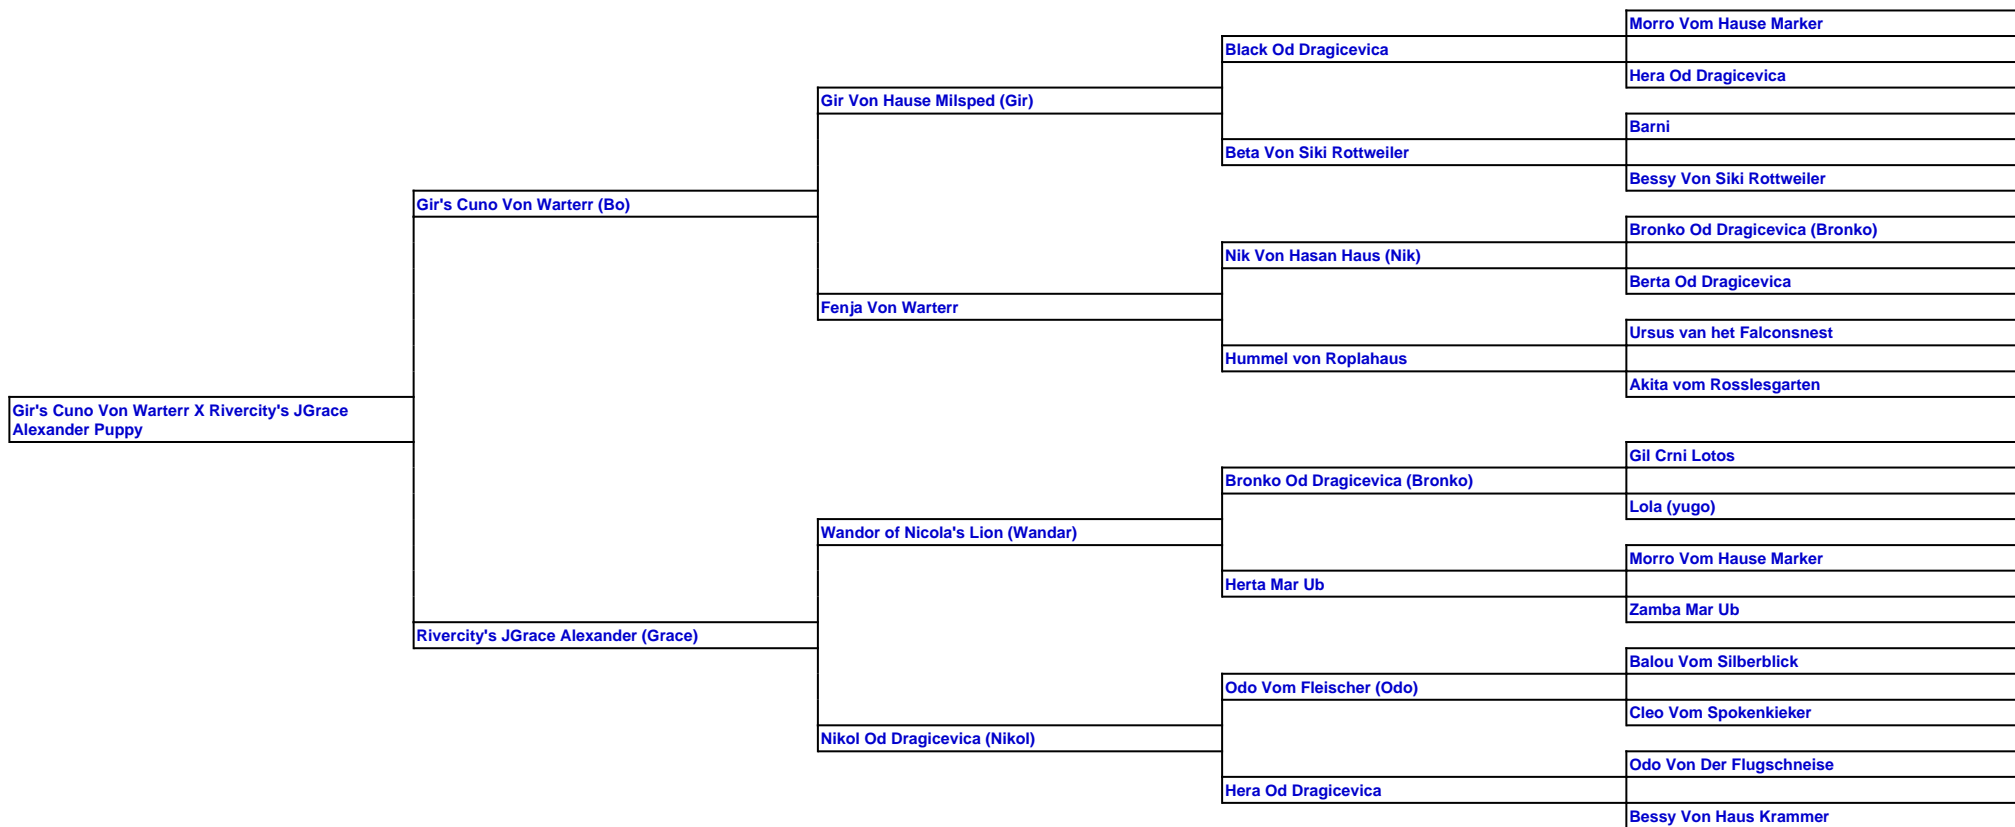 Morro Vom Hause Marker
Black Od Dragicevica
Hera Od Dragicevica
Gir Von Hause Milsped (Gir)
Barni
Beta Von Siki Rottweiler
Bessy Von Siki Rottweiler
Gir's Cuno Von Warterr (Bo)
Bronko Od Dragicevica (Bronko)
Nik Von Hasan Haus (Nik)
Berta Od Dragicevica
Fenja Von Warterr
Ursus van het Falconsnest
Hummel von Roplahaus
Akita vom Rosslesgarten
Gir's Cuno Von Warterr X Rivercity's JGrace
Alexander Puppy
Gil Crni Lotos
Bronko Od Dragicevica (Bronko)
Lola (yugo)
Wandor of Nicola's Lion (Wandar)
Morro Vom Hause Marker
Herta Mar Ub
Zamba Mar Ub
Rivercity's JGrace Alexander (Grace)
Balou Vom Silberblick
Odo Vom Fleischer (Odo)
Cleo Vom Spokenkieker
Nikol Od Dragicevica (Nikol)
Odo Von Der Flugschneise
Hera Od Dragicevica
Bessy Von Haus Krammer